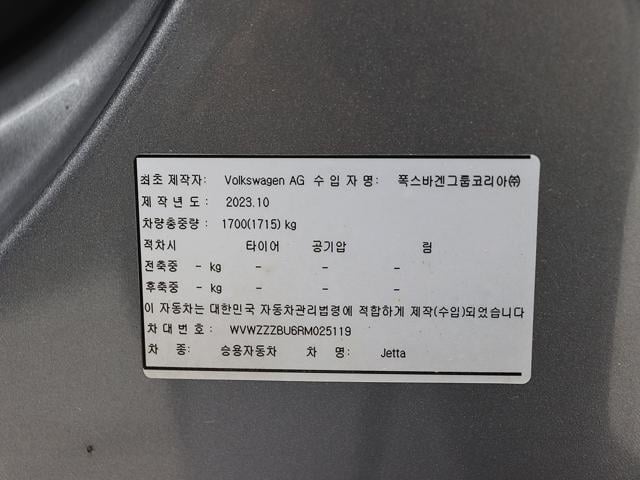 최초 제작자: Volkswagen AG 수 입 자 명: 폭스바겐그룹코리아㈜
제 작 년 도 : 2023.10
차량총중량 : 1700(1715) kg
적차시 타이어 공기압 림
전축중 - kg - - -
후축중 - kg - - -
이 자동차는 대한민국 자동차관리법령에 적합하게 제작(수입)되었습니다
차 대 번 호 : WVWZZZBU6RM025119
차 종: 승용자동차 차 명: Jetta